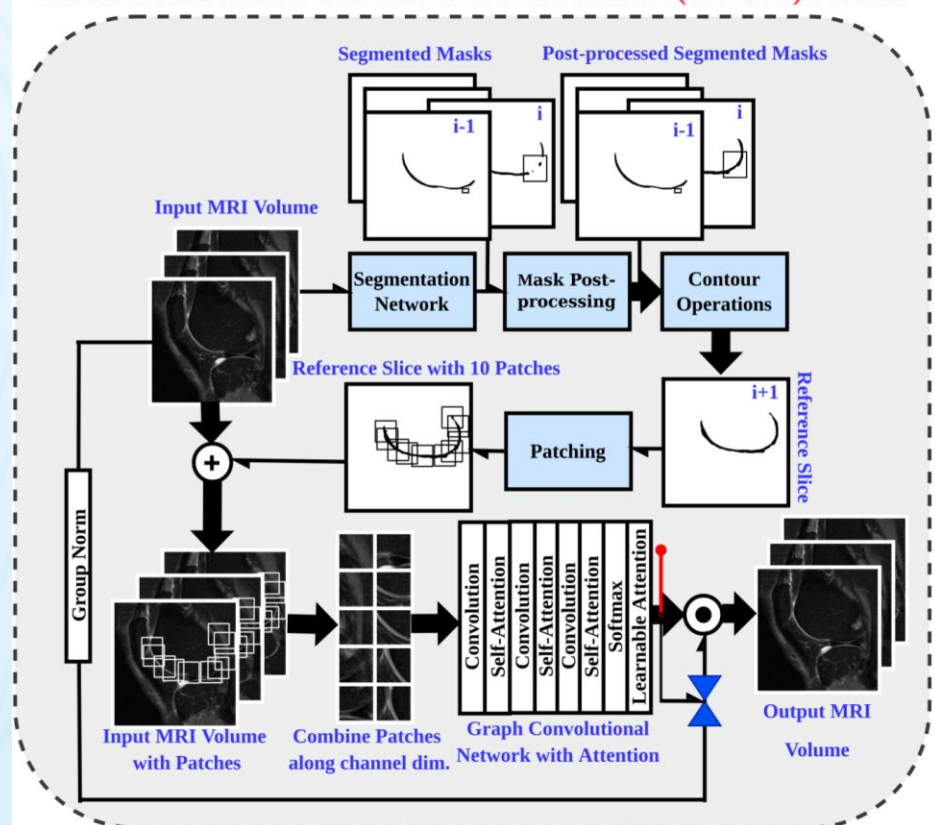 Segmented Masks
Post-processed Segmented Masks
i-1
i
i-1
i
Input MRI Volume
Segmentation
Network
Mask Post-
processing
Contour
Operations
Reference Slice with 10 Patches
i+1
Reference Slice
Patching
Group Norm
Convolution
Self-Attention
Convolution
Self-Attention
Convolution
Self-Attention
Softmax
Learnable Attention
Input MRI Volume
with Patches
Combine Patches
along channel dim.
Graph Convolutional
Network with Attention
Output MRI
Volume